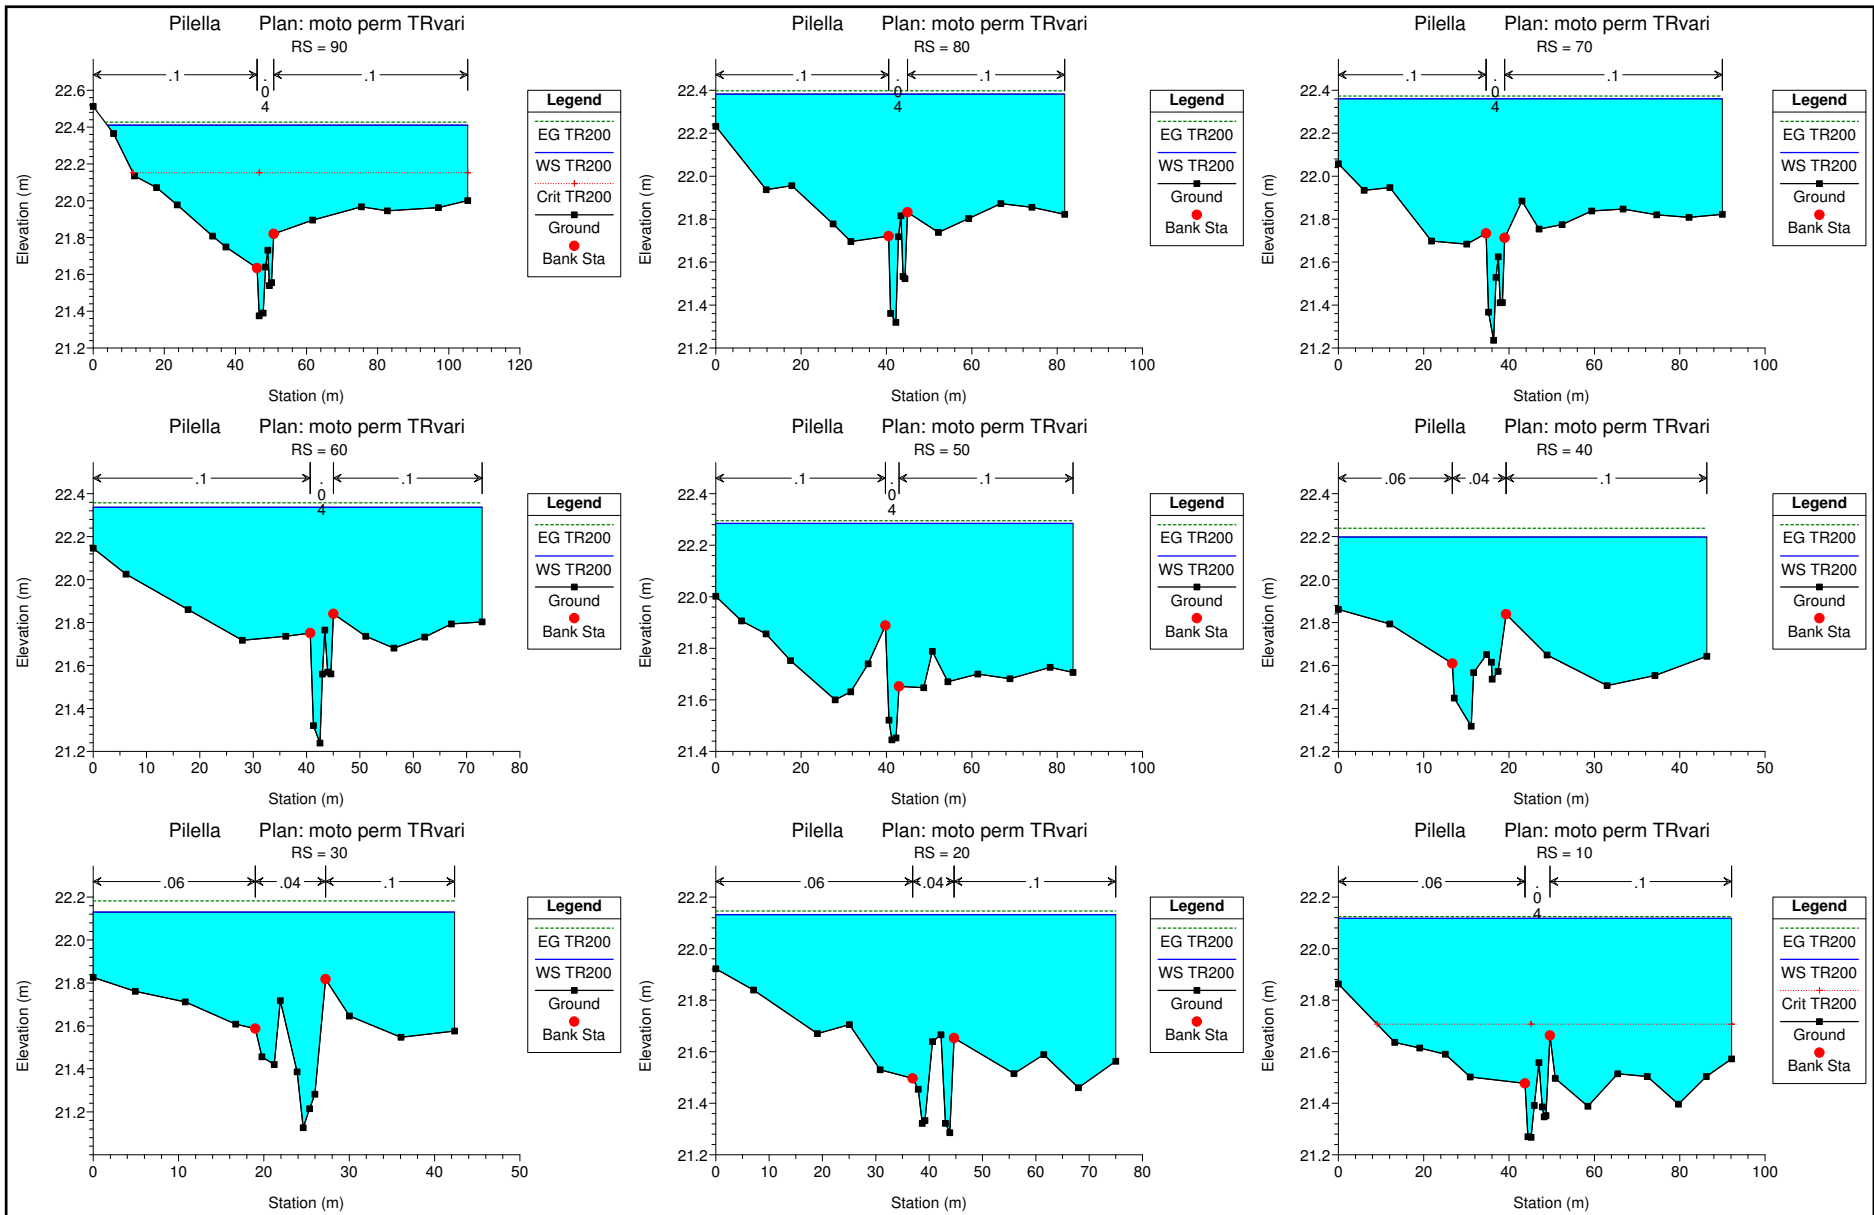 Pilella Plan: moto perm TRvari
RS = 90
.1
.04
.1
22.6
22.4
22.2
22.0
21.8
21.6
21.4
21.2
0 20 40 60 80 100 120
Station (m)
Elevation (m)
Legend
EG TR200
WS TR200
Crit TR200
Ground
Bank Sta
Pilella Plan: moto perm TRvari
RS = 80
.1
.04
.1
22.4
22.2
22.0
21.8
21.6
21.4
21.2
0 20 40 60 80 100
Station (m)
Elevation (m)
Legend
EG TR200
WS TR200
Ground
Bank Sta
Pilella Plan: moto perm TRvari
RS = 70
.1
.04
.1
22.4
22.2
22.0
21.8
21.6
21.4
21.2
0 20 40 60 80 100
Station (m)
Elevation (m)
Legend
EG TR200
WS TR200
Ground
Bank Sta
Pilella Plan: moto perm TRvari
RS = 60
.1
.04
.1
22.4
22.2
22.0
21.8
21.6
21.4
21.2
0 10 20 30 40 50 60 70 80
Station (m)
Elevation (m)
Legend
EG TR200
WS TR200
Ground
Bank Sta
Pilella Plan: moto perm TRvari
RS = 50
.1
.04
.1
22.4
22.2
22.0
21.8
21.6
21.4
0 20 40 60 80 100
Station (m)
Elevation (m)
Legend
EG TR200
WS TR200
Ground
Bank Sta
Pilella Plan: moto perm TRvari
RS = 40
.06
.04
.1
22.4
22.2
22.0
21.8
21.6
21.4
21.2
0 10 20 30 40 50
Station (m)
Elevation (m)
Legend
EG TR200
WS TR200
Ground
Bank Sta
Pilella Plan: moto perm TRvari
RS = 30
.06
.04
.1
22.2
22.0
21.8
21.6
21.4
21.2
0 10 20 30 40 50
Station (m)
Elevation (m)
Legend
EG TR200
WS TR200
Ground
Bank Sta
Pilella Plan: moto perm TRvari
RS = 20
.06
.04
.1
22.2
22.0
21.8
21.6
21.4
21.2
0 10 20 30 40 50 60 70 80
Station (m)
Elevation (m)
Legend
EG TR200
WS TR200
Ground
Bank Sta
Pilella Plan: moto perm TRvari
RS = 10
.06
.04
.1
22.2
22.0
21.8
21.6
21.4
21.2
0 20 40 60 80 100
Station (m)
Elevation (m)
Legend
EG TR200
WS TR200
Crit TR200
Ground
Bank Sta